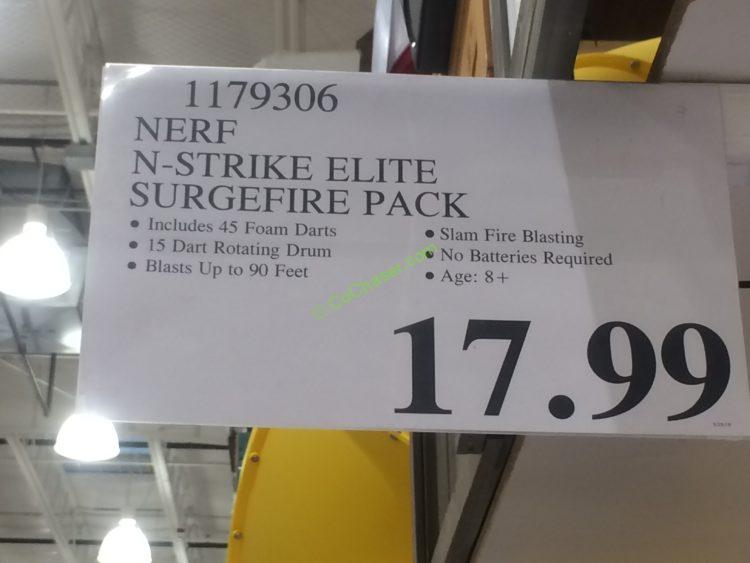 1179306
NERF
N-STRIKE ELITE
SURGEFIRE PACK
• Includes 45 Foam Darts
• 15 Dart Rotating Drum
• Blasts Up to 90 Feet
• Slam Fire Blasting
• No Batteries Required
• Age: 8+
© CoChaser.com
17.99